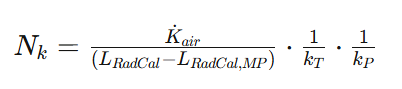 N_k = \frac{\dot{K}_{air}}{(L_{RadCal} - L_{RadCal,MP})} \cdot \frac{1}{k_T} \cdot \frac{1}{k_P}